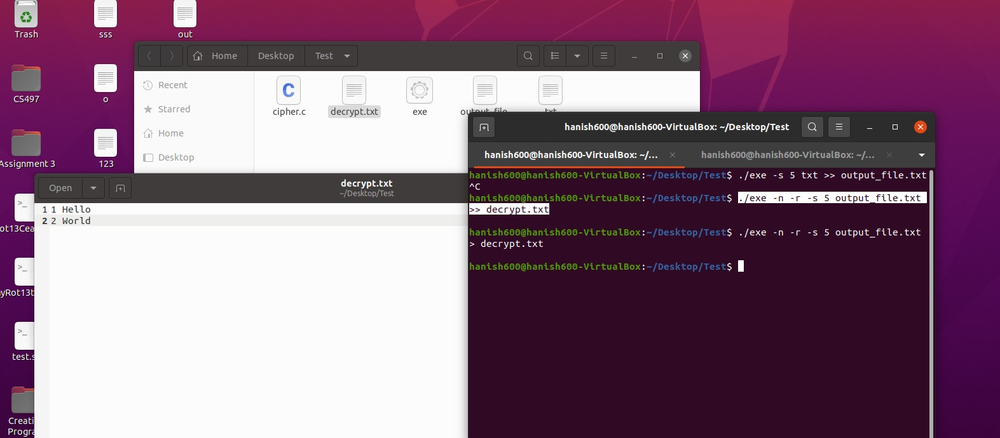 Trash
sss
out
CS497
o
Assignment 3
123
ot13Cea
yRot13t
test.s
Creati
Progra
Home
Desktop
Test
Recent
Starred
Home
Desktop
cipher.c
decrypt.txt
exe
output_file
txt
Open
decrypt.txt
~/Desktop/Test
1 1 Hello
2 2 World
hanish600@hanish600-VirtualBox: ~/Desktop/Test
hanish600@hanish600-VirtualBox: ~/...
hanish600@hanish600-VirtualBox: ~/...
hanish600@hanish600-VirtualBox:~/Desktop/Test$ ./exe -s 5 txt >> output_file.txt
^C
hanish600@hanish600-VirtualBox:~/Desktop/Test$ ./exe -n -r -s 5 output_file.txt
>> decrypt.txt
hanish600@hanish600-VirtualBox:~/Desktop/Test$ ./exe -n -r -s 5 output_file.txt
> decrypt.txt
hanish600@hanish600-VirtualBox:~/Desktop/Test$